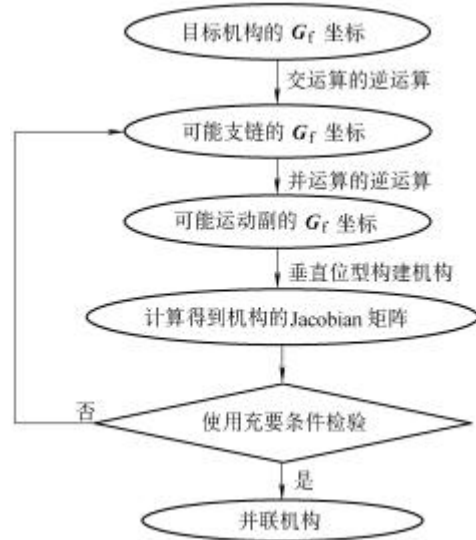 目标机构的 Gf 坐标
交运算的逆运算
可能支链的 Gf 坐标
并运算的逆运算
可能运动副的 Gf 坐标
垂直位型构建机构
计算得到机构的Jacobian 矩阵
否
使用充要条件检验
是
并联机构